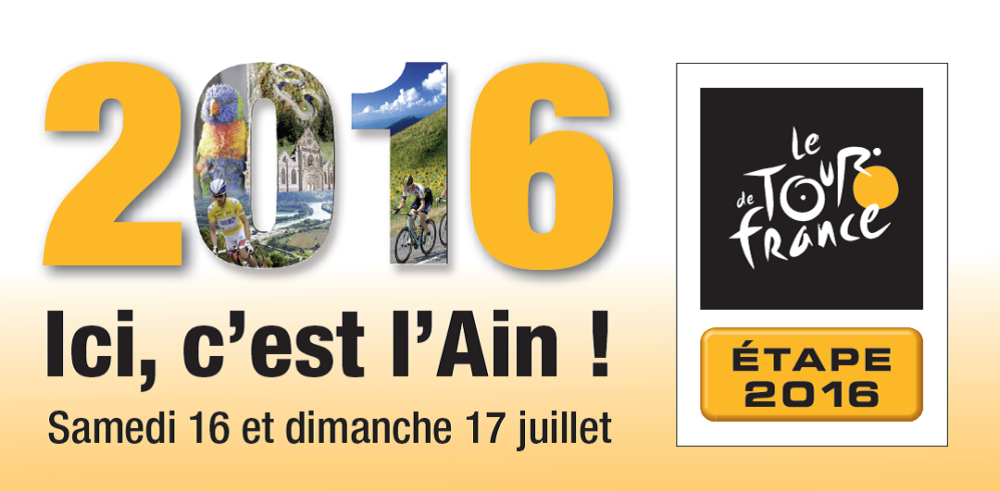 2016
Ici, c’est l’Ain !
Samedi 16 et dimanche 17 juillet
Le
de TOUR
FRANCE
ÉTAPE
2016